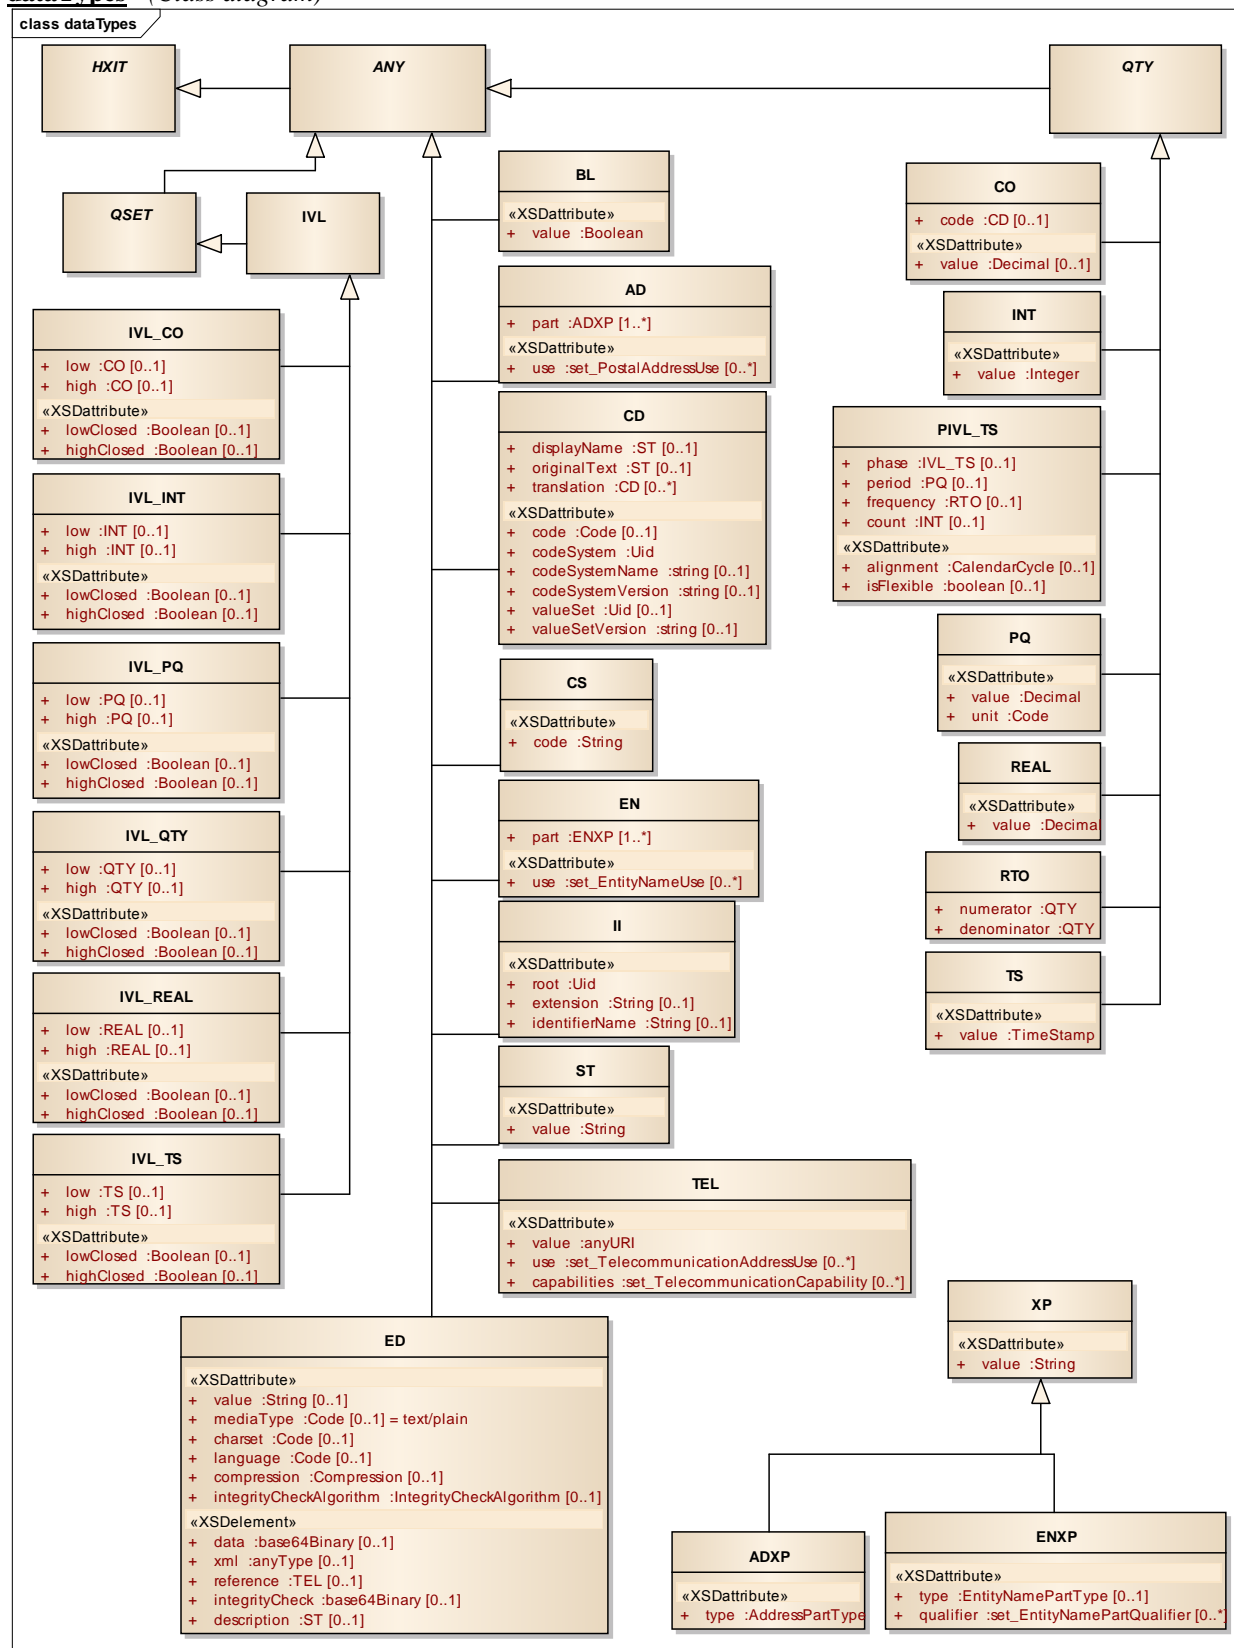 dataTypes (Class diagram)
class dataTypes
HXIT
ANY
QTY
QSET
IVL
BL
«XSDattribute»
+ value :Boolean
CO
+ code :CD [0..1]
«XSDattribute»
+ value :Decimal [0..1]
AD
+ part :ADXP [1..*]
«XSDattribute»
+ use :set_PostalAddressUse [0..*]
INT
«XSDattribute»
+ value :Integer
IVL_CO
+ low :CO [0..1]
+ high :CO [0..1]
«XSDattribute»
+ lowClosed :Boolean [0..1]
+ highClosed :Boolean [0..1]
CD
+ displayName :ST [0..1]
+ originalText :ST [0..1]
+ translation :CD [0..*]
«XSDattribute»
+ code :Code [0..1]
+ codeSystem :Uid
+ codeSystemName :string [0..1]
+ codeSystemVersion :string [0..1]
+ valueSet :Uid [0..1]
+ valueSetVersion :string [0..1]
PIVL_TS
+ phase :IVL_TS [0..1]
+ period :PQ [0..1]
+ frequency :RTO [0..1]
+ count :INT [0..1]
«XSDattribute»
+ alignment :CalendarCycle [0..1]
+ isFlexible :boolean [0..1]
IVL_INT
+ low :INT [0..1]
+ high :INT [0..1]
«XSDattribute»
+ lowClosed :Boolean [0..1]
+ highClosed :Boolean [0..1]
PQ
«XSDattribute»
+ value :Decimal
+ unit :Code
IVL_PQ
+ low :PQ [0..1]
+ high :PQ [0..1]
«XSDattribute»
+ lowClosed :Boolean [0..1]
+ highClosed :Boolean [0..1]
CS
«XSDattribute»
+ code :String
REAL
«XSDattribute»
+ value :Decimal
EN
+ part :ENXP [1..*]
«XSDattribute»
+ use :set_EntityNameUse [0..*]
IVL_QTY
+ low :QTY [0..1]
+ high :QTY [0..1]
«XSDattribute»
+ lowClosed :Boolean [0..1]
+ highClosed :Boolean [0..1]
RTO
+ numerator :QTY
+ denominator :QTY
II
«XSDattribute»
+ root :Uid
+ extension :String [0..1]
+ identifierName :String [0..1]
TS
«XSDattribute»
+ value :TimeStamp
IVL_REAL
+ low :REAL [0..1]
+ high :REAL [0..1]
«XSDattribute»
+ lowClosed :Boolean [0..1]
+ highClosed :Boolean [0..1]
ST
«XSDattribute»
+ value :String
IVL_TS
+ low :TS [0..1]
+ high :TS [0..1]
«XSDattribute»
+ lowClosed :Boolean [0..1]
+ highClosed :Boolean [0..1]
TEL
«XSDattribute»
+ value :anyURI
+ use :set_TelecommunicationAddressUse [0..*]
+ capabilities :set_TelecommunicationCapability [0..*]
XP
«XSDattribute»
+ value :String
ED
«XSDattribute»
+ value :String [0..1]
+ mediaType :Code [0..1] = text/plain
+ charset :Code [0..1]
+ language :Code [0..1]
+ compression :Compression [0..1]
+ integrityCheckAlgorithm :IntegrityCheckAlgorithm [0..1]
«XSDelement»
+ data :base64Binary [0..1]
+ xml :anyType [0..1]
+ reference :TEL [0..1]
+ integrityCheck :base64Binary [0..1]
+ description :ST [0..1]
ADXP
«XSDattribute»
+ type :AddressPartType
ENXP
«XSDattribute»
+ type :EntityNamePartType [0..1]
+ qualifier :set_EntityNamePartQualifier [0..*]